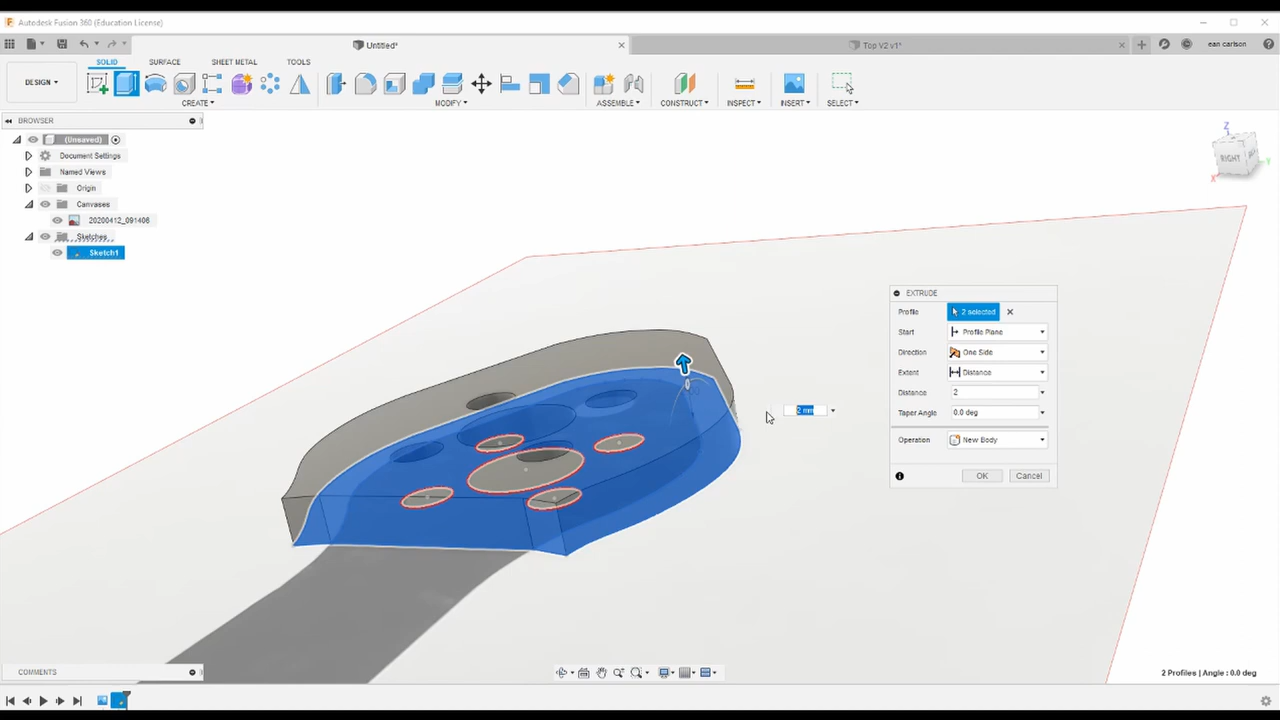 Autodesk Fusion 360 (Education License)
Untitled*
Top V2 v1*
ean carlson
DESIGN
SOLID
SURFACE
SHEET METAL
TOOLS
CREATE
MODIFY
ASSEMBLE
CONSTRUCT
INSPECT
INSERT
SELECT
BROWSER
(Unsaved)
Document Settings
Named Views
Origin
Canvases
20200412_091406
Sketches
Sketch1
Z
RIGHT
X
Y
EXTRUDE
Profile
2 selected
Start
Profile Plane
Direction
One Side
Extent
Distance
Distance
2
Taper Angle
0.0 deg
Operation
New Body
OK
Cancel
2 mm
COMMENTS
2 Profiles | Angle : 0.0 deg